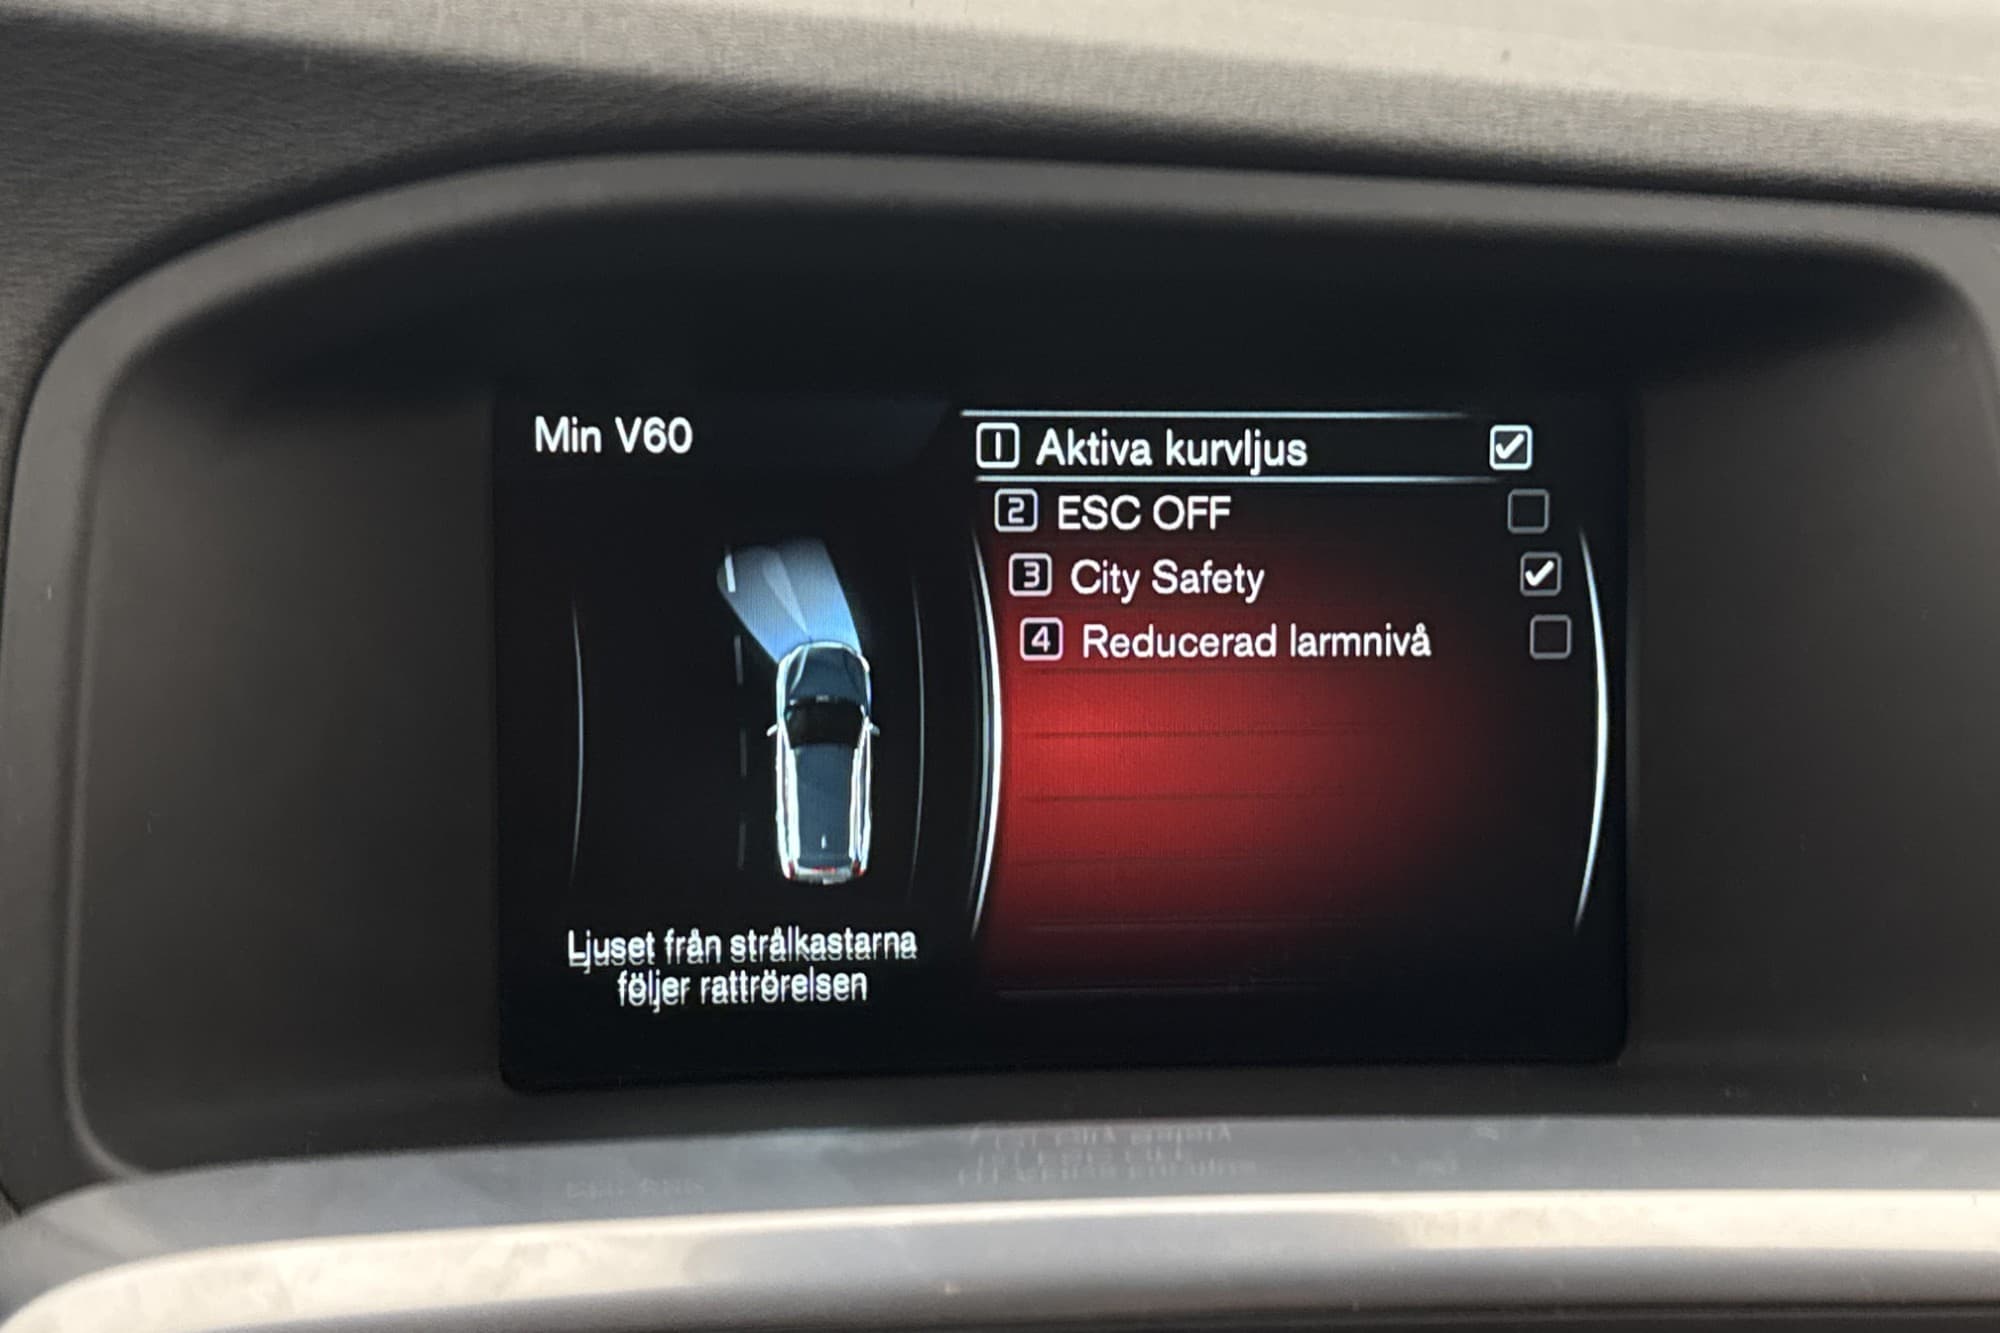 Min V60
1 Aktiva kurvljus
2 ESC OFF
3 City Safety
4 Reducerad larmnivå
Ljuset från strålkastarna
följer rattrörelsen